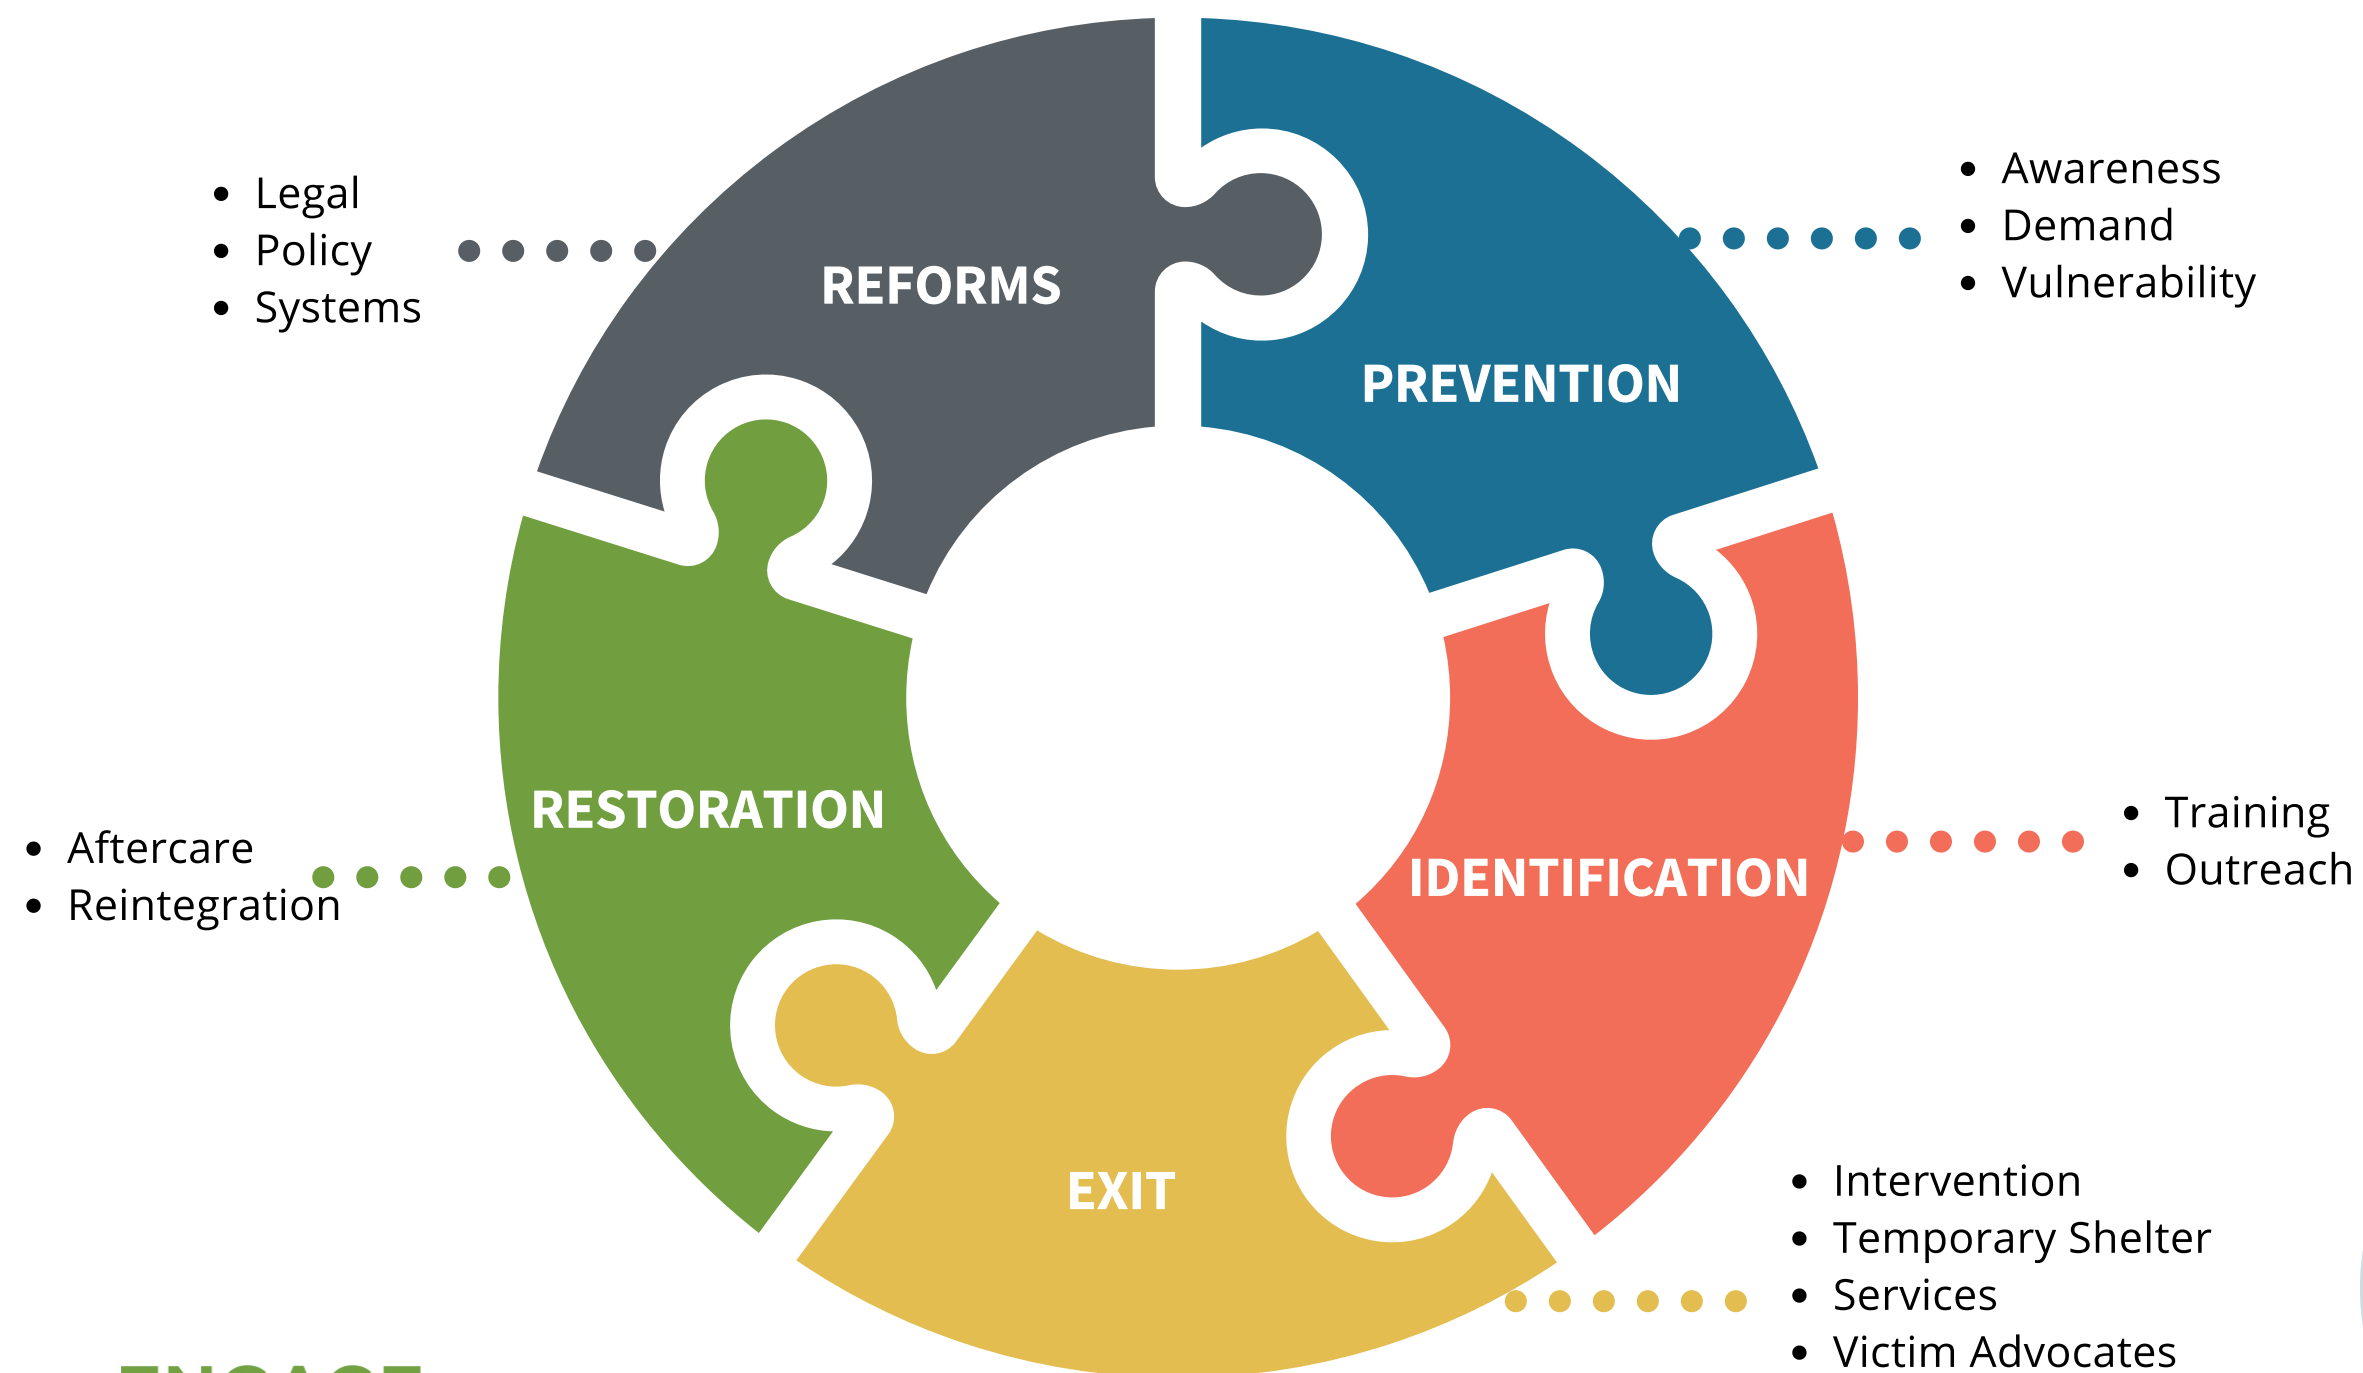 REFORMS
• Legal
• Policy
• Systems
PREVENTION
• Awareness
• Demand
• Vulnerability
IDENTIFICATION
• Training
• Outreach
EXIT
• Intervention
• Temporary Shelter
• Services
• Victim Advocates
RESTORATION
• Aftercare
• Reintegration
ENGAGE